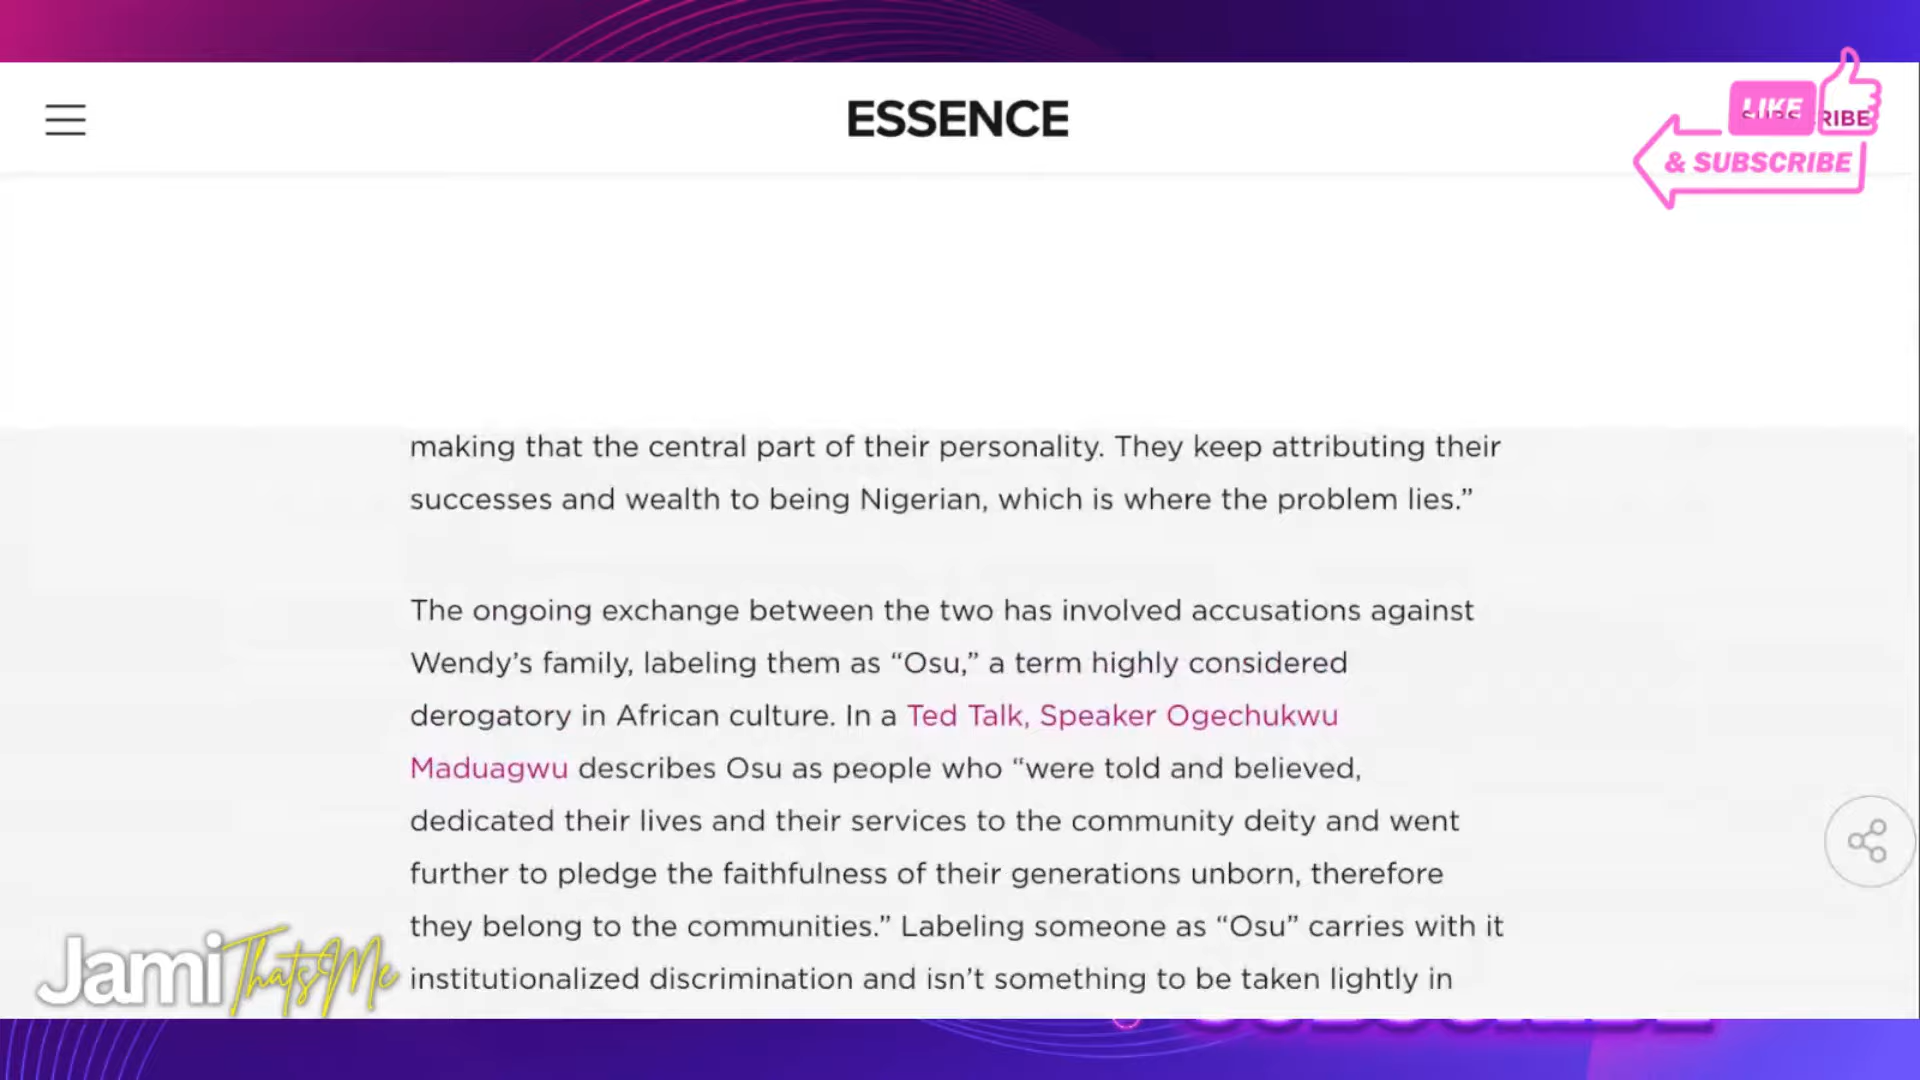 ESSENCE
LIKE
RIBE
& SUBSCRIBE
making that the central part of their personality. They keep attributing their
successes and wealth to being Nigerian, which is where the problem lies.”
The ongoing exchange between the two has involved accusations against
Wendy’s family, labeling them as “Osu,” a term highly considered
derogatory in African culture. In a Ted Talk, Speaker Ogechukwu
Maduagwu describes Osu as people who “were told and believed,
dedicated their lives and their services to the community deity and went
further to pledge the faithfulness of their generations unborn, therefore
they belong to the communities.” Labeling someone as “Osu” carries with it
institutionalized discrimination and isn’t something to be taken lightly in
Jami ThatsMe